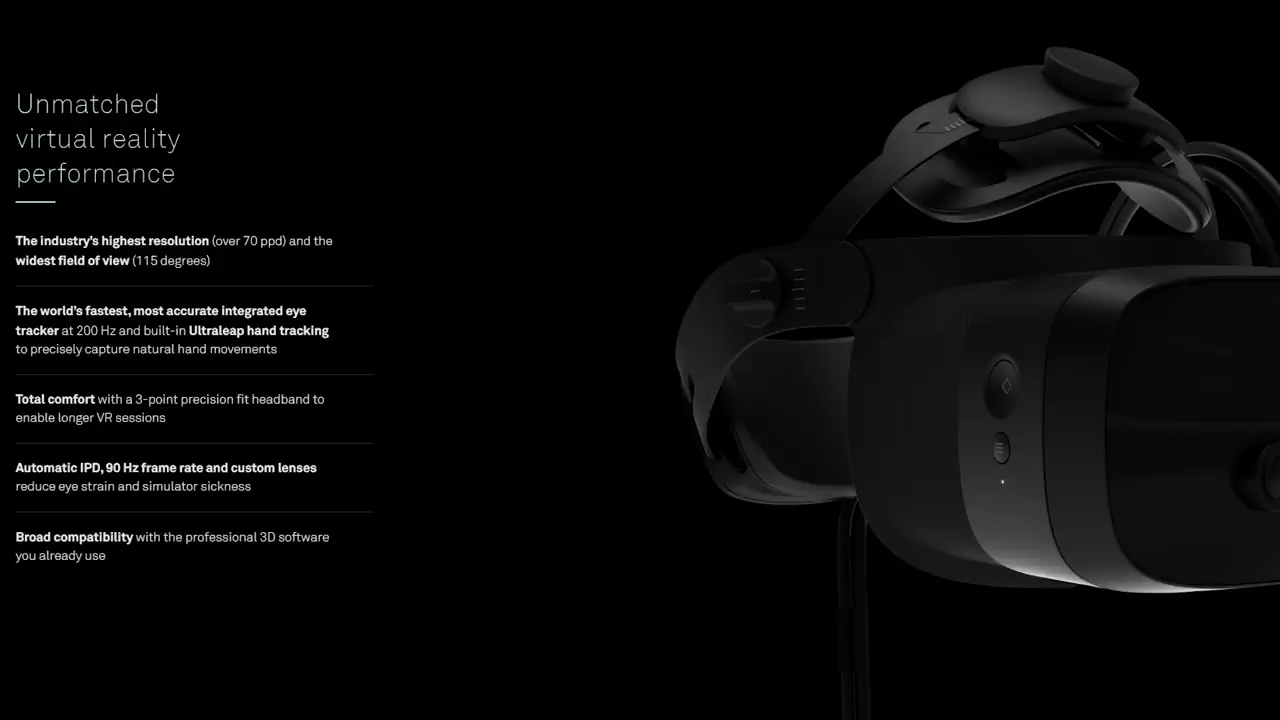 Unmatched
virtual reality
performance
The industry's highest resolution (over 70 ppd) and the
widest field of view (115 degrees)
The world's fastest, most accurate integrated eye
tracker at 200 Hz and built-in Ultraleap hand tracking
to precisely capture natural hand movements
Total comfort with a 3-point precision fit headband to
enable longer VR sessions
Automatic IPD, 90 Hz frame rate and custom lenses
reduce eye strain and simulator sickness
Broad compatibility with the professional 3D software
you already use